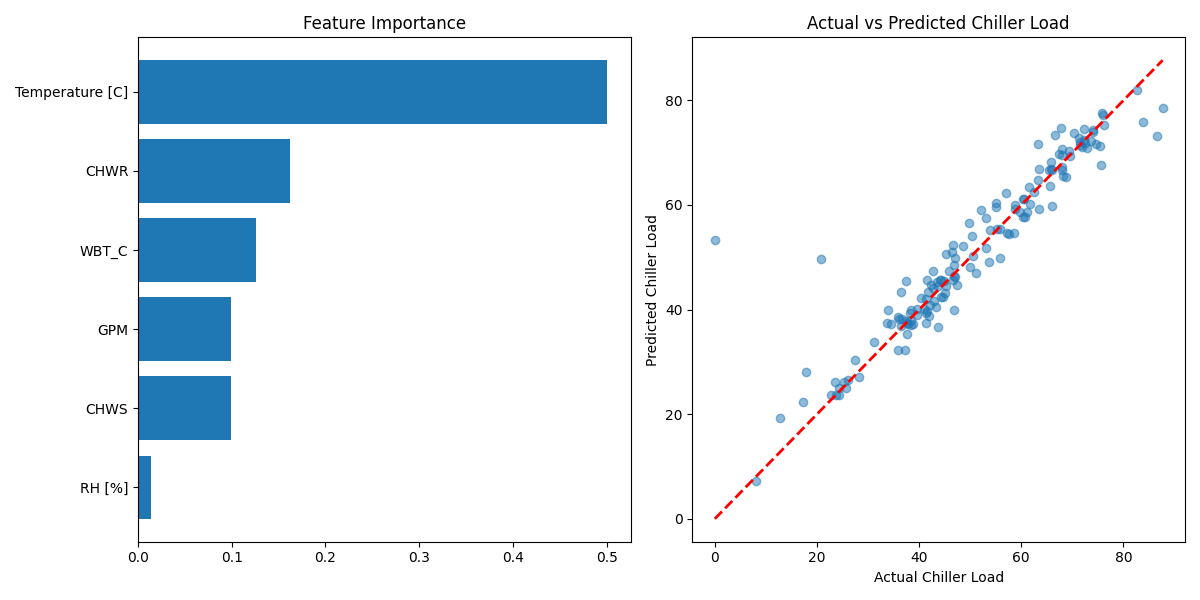 Feature Importance
Temperature [C]
CHWR
WBT_C
GPM
CHWS
RH [%]
0.0 0.1 0.2 0.3 0.4 0.5
Actual vs Predicted Chiller Load
Predicted Chiller Load
80
60
40
20
0
0 20 40 60 80
Actual Chiller Load